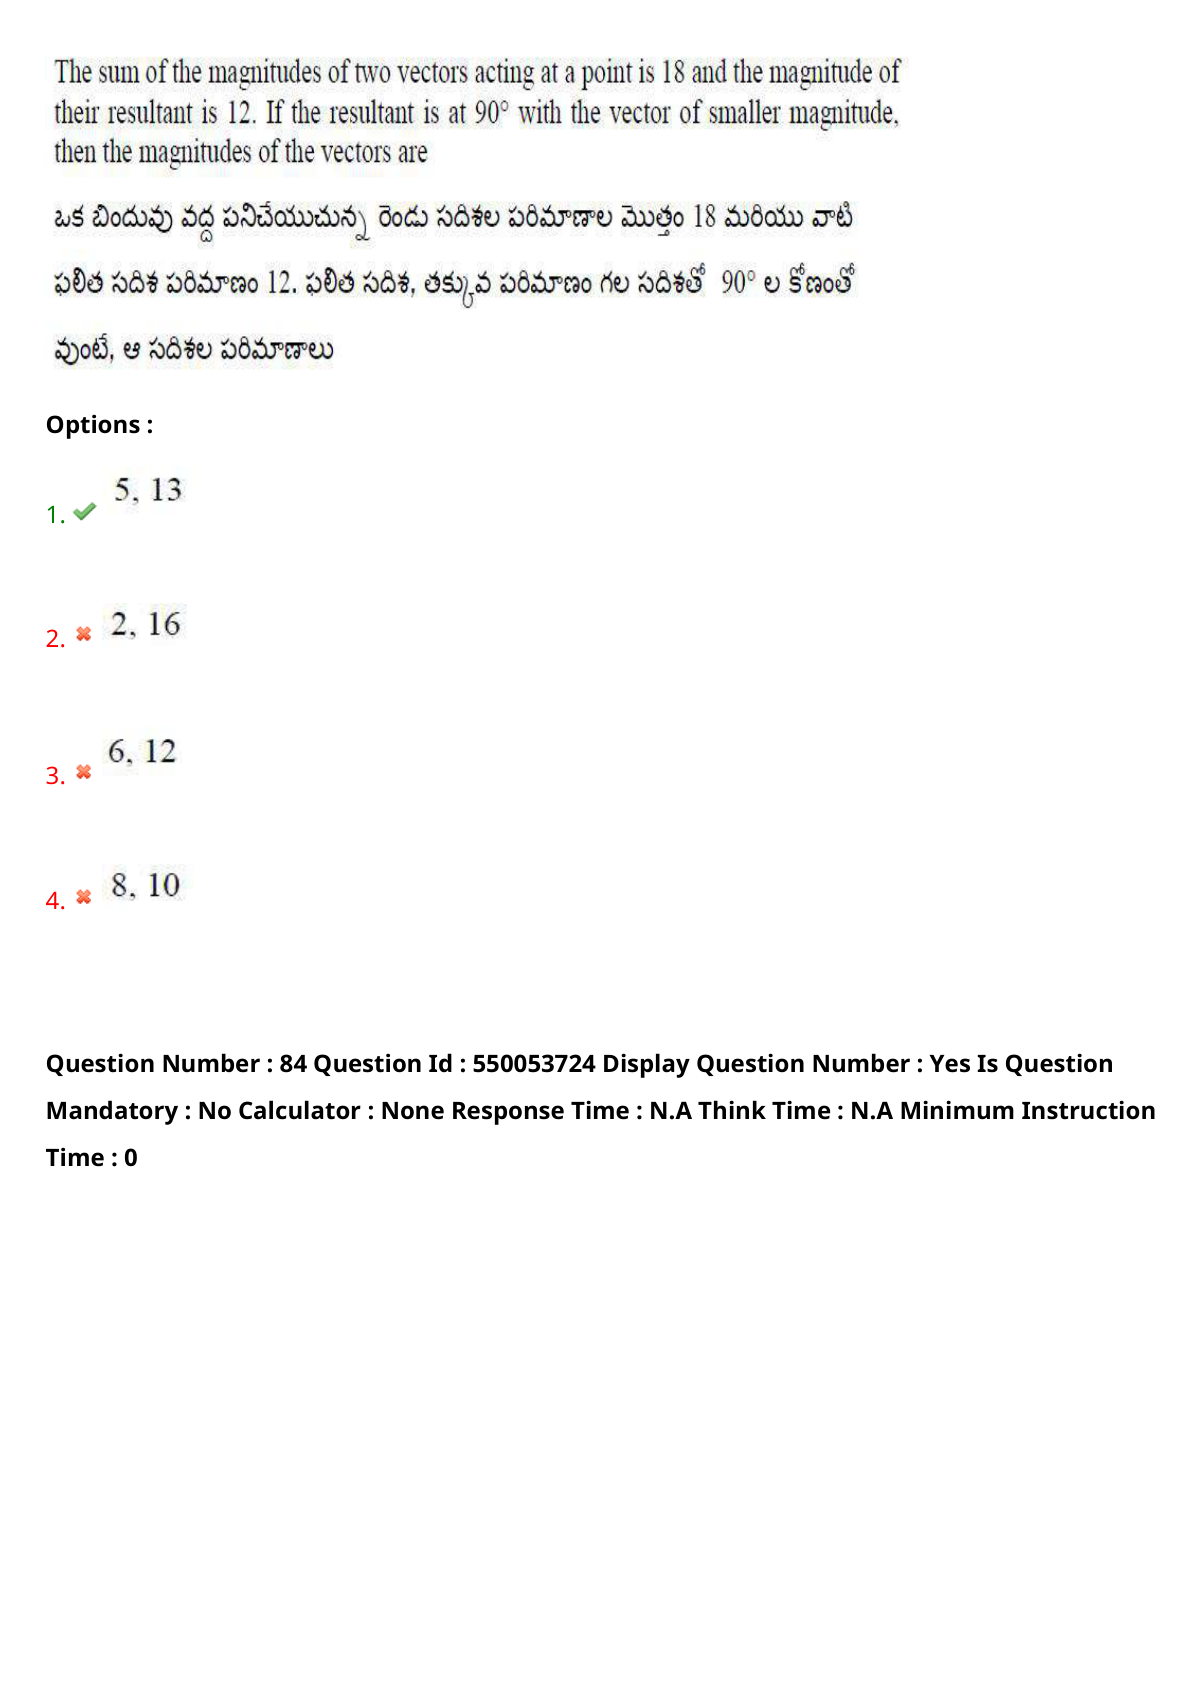 The sum of the magnitudes of two vectors acting at a point is 18 and the magnitude of
their resultant is 12. If the resultant is at 90° with the vector of smaller magnitude,
then the magnitudes of the vectors are
ఒక బిందువు వద్ద పనిచేయుచున్న రెండు సదిశల పరిమాణాల మొత్తం 18 మరియు వాటి
ఫలిత సదిశ పరిమాణం 12. ఫలిత సదిశ, తక్కువ పరిమాణం గల సదిశతో 90° ల కోణంతో
వుంటే, ఆ సదిశల పరిమాణాలు
Options :
1. 5, 13
2. 2, 16
3. 6, 12
4. 8, 10
Question Number : 84 Question Id : 550053724 Display Question Number : Yes Is Question
Mandatory : No Calculator : None Response Time : N.A Think Time : N.A Minimum Instruction
Time : 0